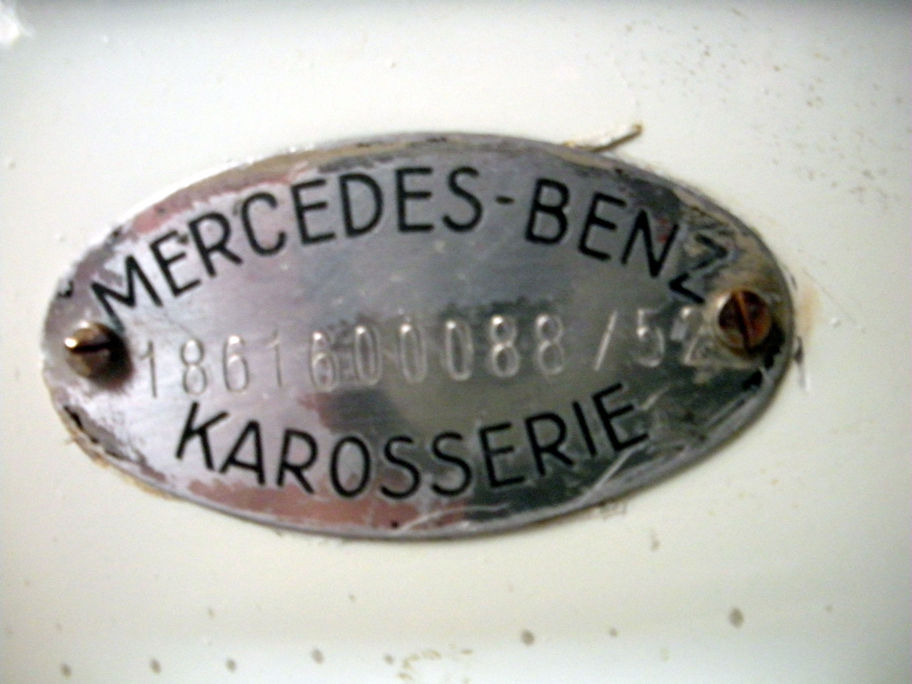 MERCEDES-BENZ
1861600088/52
KAROSSERIE